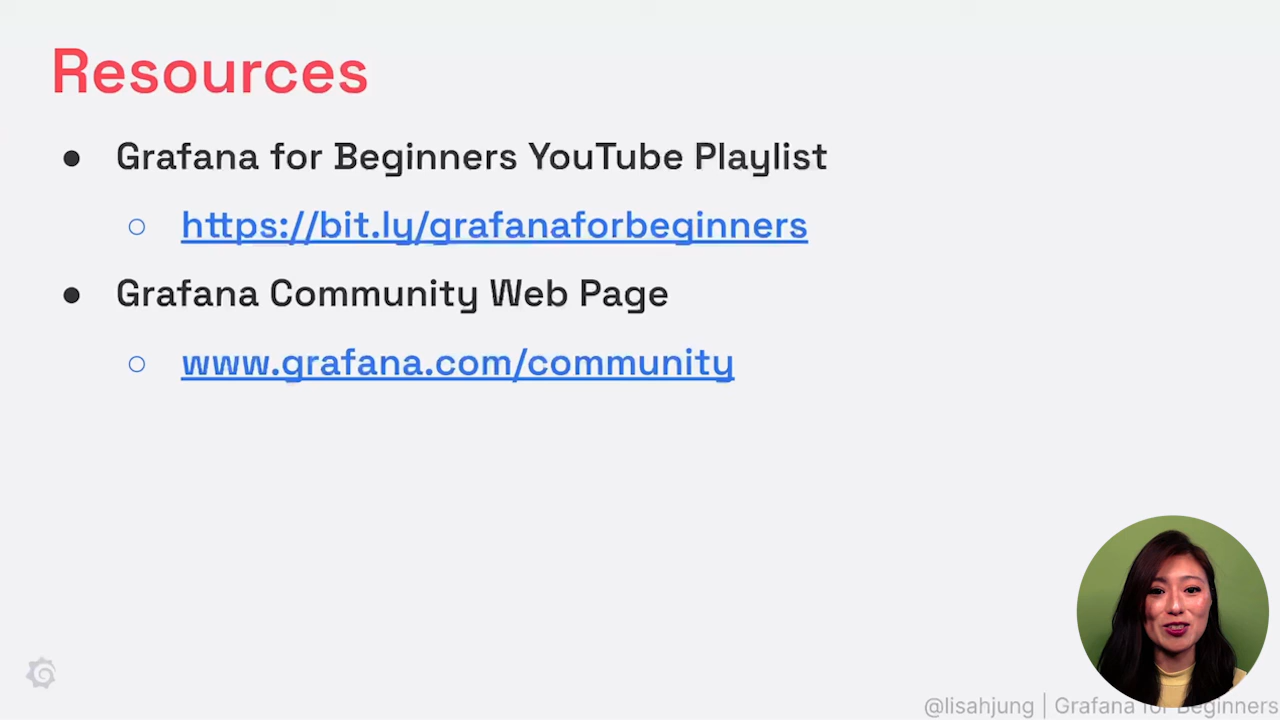 Resources
● Grafana for Beginners YouTube Playlist
○ https://bit.ly/grafanaforbeginners
● Grafana Community Web Page
○ www.grafana.com/community
@lisahjung | Grafana for Beginners